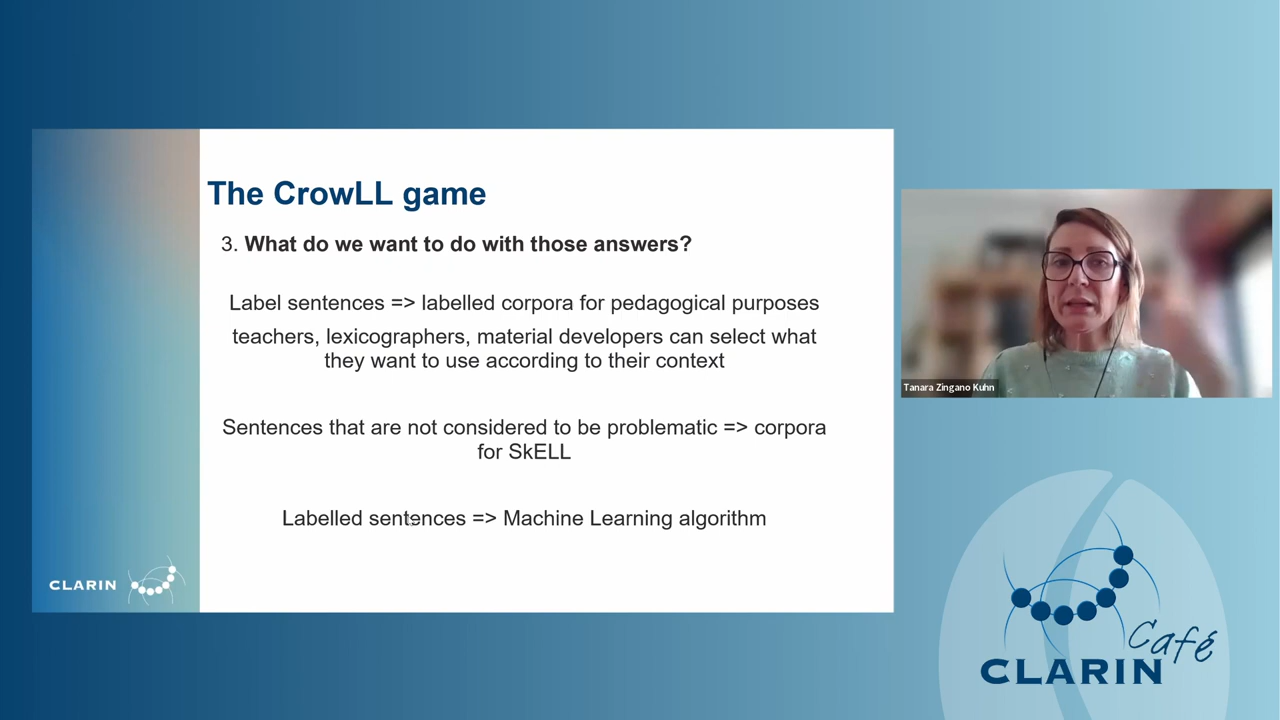 The CrowLL game
3. What do we want to do with those answers?
Label sentences => labelled corpora for pedagogical purposes
teachers, lexicographers, material developers can select what
they want to use according to their context
Sentences that are not considered to be problematic => corpora
for SkELL
Labelled sentences => Machine Learning algorithm
CLARIN
Tanara Zingano Kuhn
Café
CLARIN